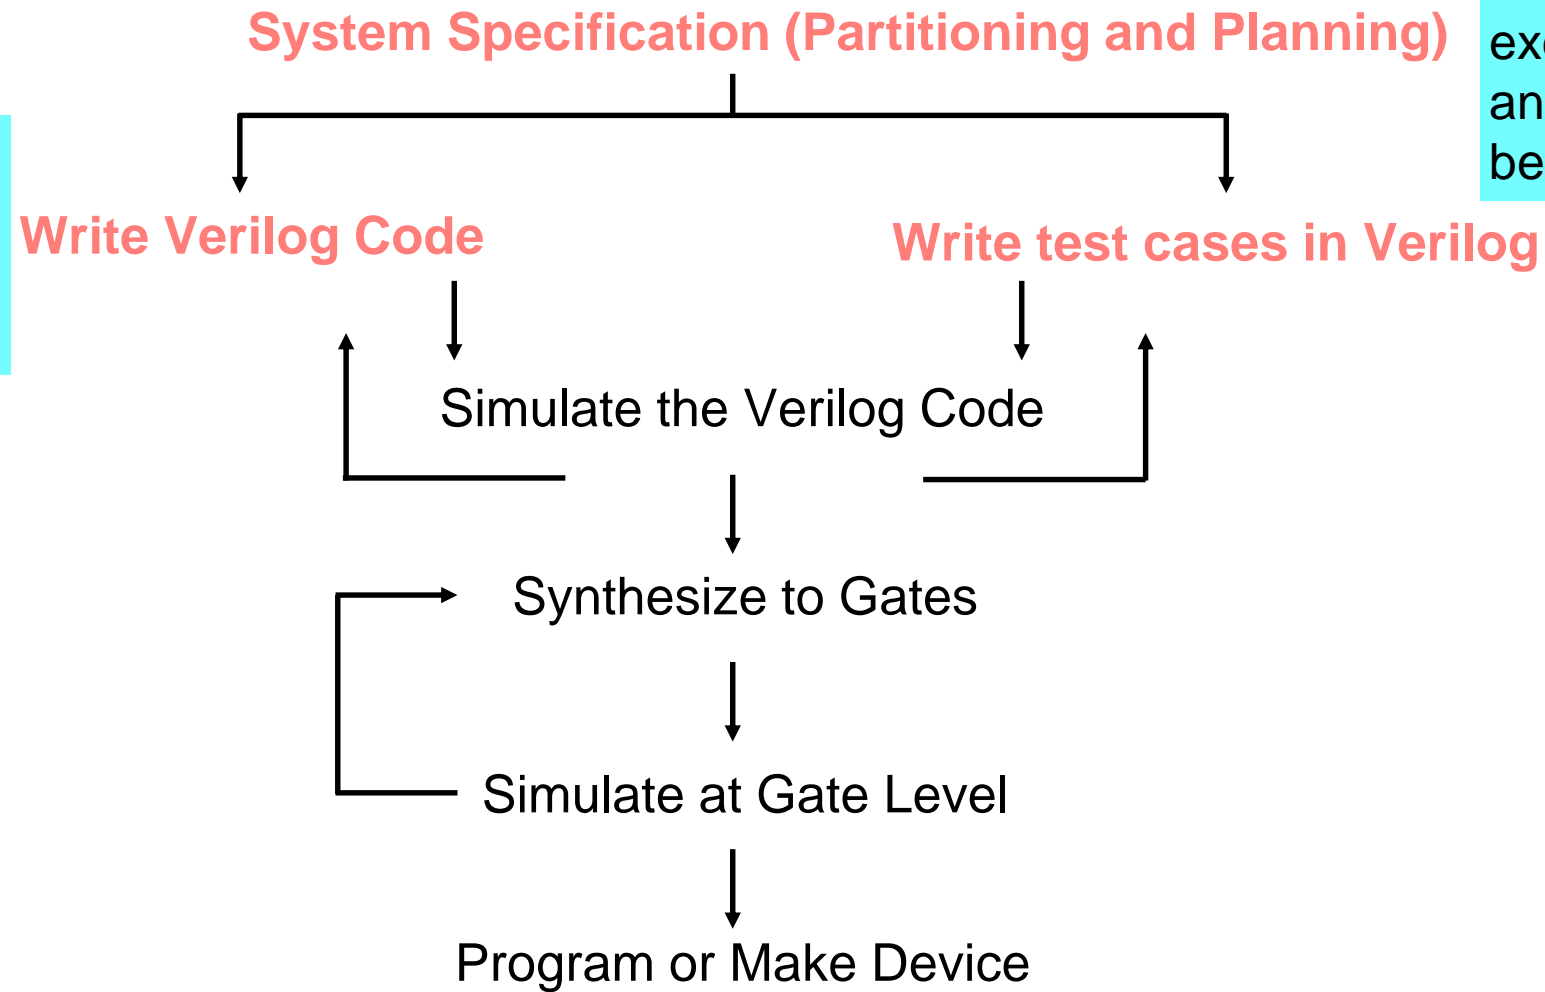 System Specification (Partitioning and Planning)
Write Verilog Code
Write test cases in Verilog
Simulate the Verilog Code
Synthesize to Gates
Simulate at Gate Level
Program or Make Device